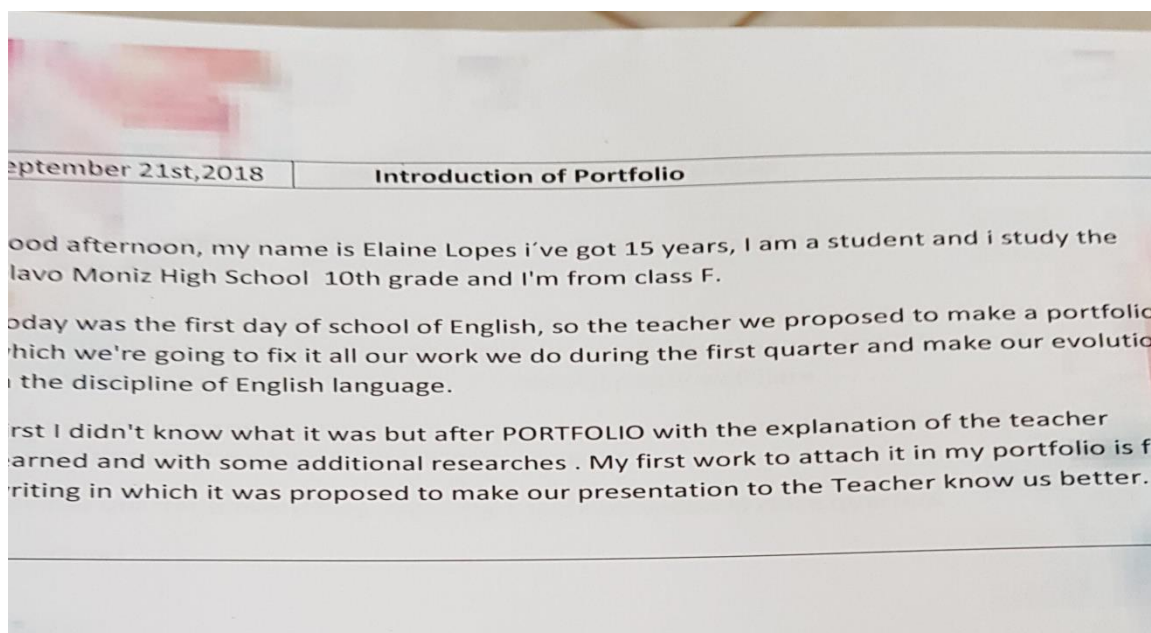 eptember 21st,2018 Introduction of Portfolio
ood afternoon, my name is Elaine Lopes i´ve got 15 years, I am a student and i study the
lavo Moniz High School 10th grade and I'm from class F.
oday was the first day of school of English, so the teacher we proposed to make a portfolio
hich we're going to fix it all our work we do during the first quarter and make our evolutio
the discipline of English language.
rst I didn't know what it was but after PORTFOLIO with the explanation of the teacher
arned and with some additional researches . My first work to attach it in my portfolio is f
riting in which it was proposed to make our presentation to the Teacher know us better.